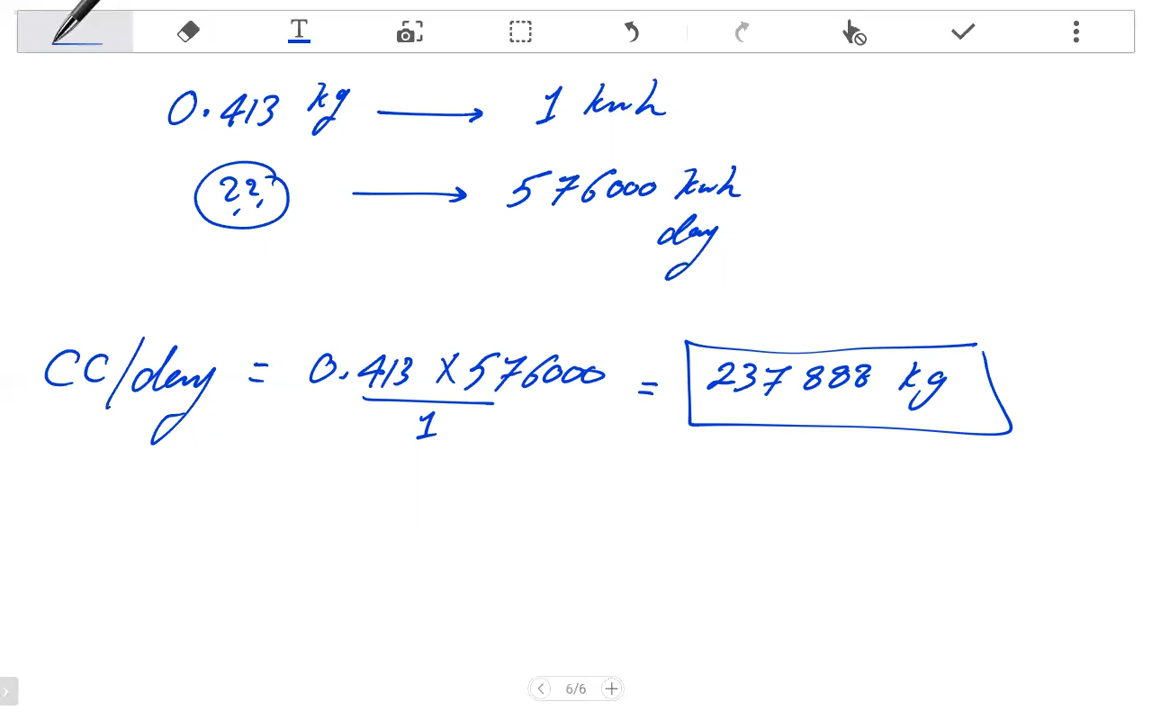 T
0.413 kg → 1 kwh
??? → 576000 kwh
day
CC/day = 0.413 X 576000 = 237888 kg
1
6/6